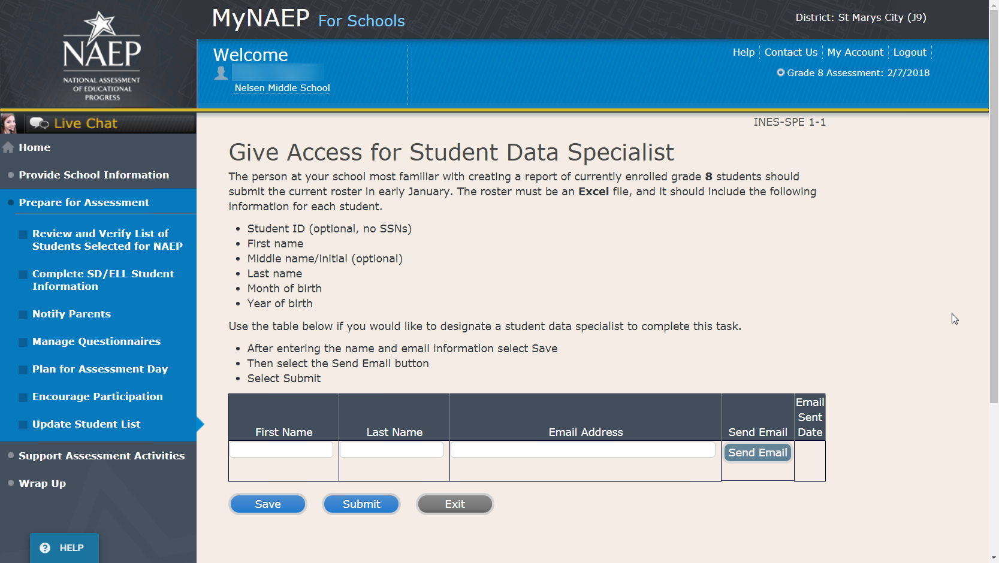 MyNAEP For Schools
District: St Marys City (J9)
NAEP
NATIONAL ASSESSMENT
OF EDUCATIONAL
PROGRESS
Welcome
Nelsen Middle School
Help
Contact Us
My Account
Logout
Grade 8 Assessment: 2/7/2018
Live Chat
Home
Provide School Information
Prepare for Assessment
Review and Verify List of
Students Selected for NAEP
Complete SD/ELL Student
Information
Notify Parents
Manage Questionnaires
Plan for Assessment Day
Encourage Participation
Update Student List
Support Assessment Activities
Wrap Up
HELP
INES-SPE 1-1
Give Access for Student Data Specialist
The person at your school most familiar with creating a report of currently enrolled grade 8 students should
submit the current roster in early January. The roster must be an Excel file, and it should include the following
information for each student.
Student ID (optional, no SSNs)
First name
Middle name/initial (optional)
Last name
Month of birth
Year of birth
Use the table below if you would like to designate a student data specialist to complete this task.
After entering the name and email information select Save
Then select the Send Email button
Select Submit
First Name
Last Name
Email Address
Send Email
Email
Sent
Date
Send Email
Save
Submit
Exit